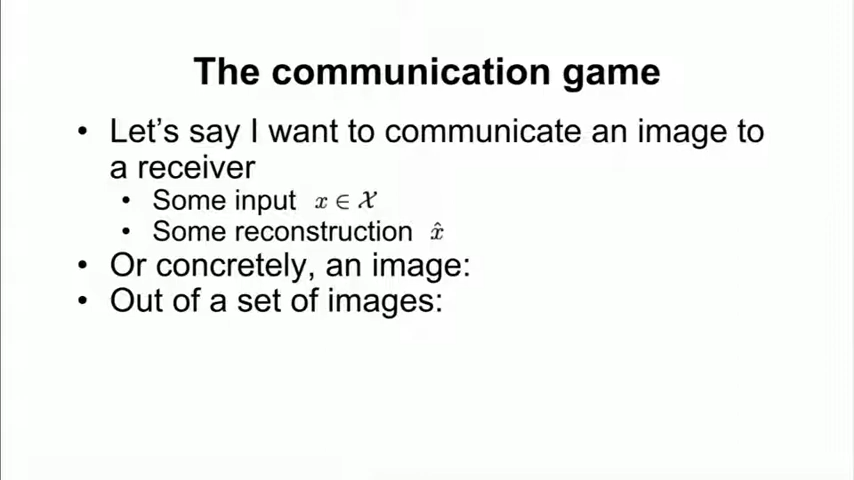 The communication game
• Let's say I want to communicate an image to
a receiver
• Some input x ∈ 𝒳
• Some reconstruction x̂
• Or concretely, an image:
• Out of a set of images: